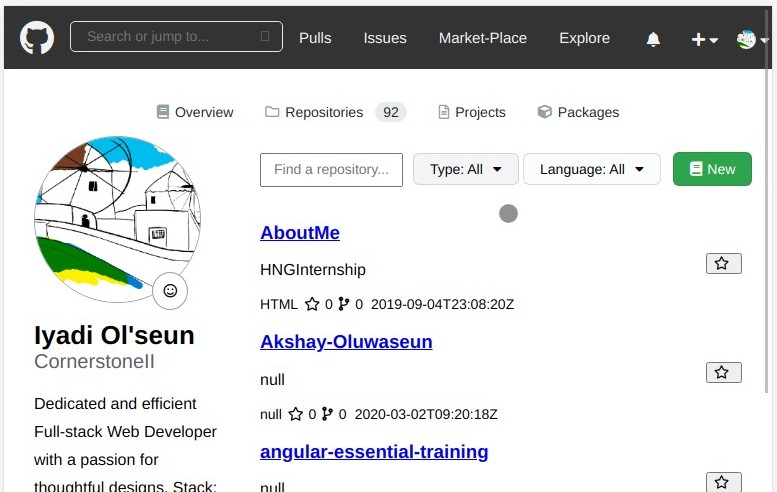 Search or jump to... Pulls Issues Market-Place Explore
Overview Repositories 92 Projects Packages
Find a repository... Type: All Language: All New
AboutMe
HNGInternship
HTML 0 0 2019-09-04T23:08:20Z
Iyadi Ol'seun
CornerstoneII
Dedicated and efficient
Full-stack Web Developer
with a passion for
thoughtful designs. Stack:
Akshay-Oluwaseun
null
null 0 0 2020-03-02T09:20:18Z
angular-essential-training
null